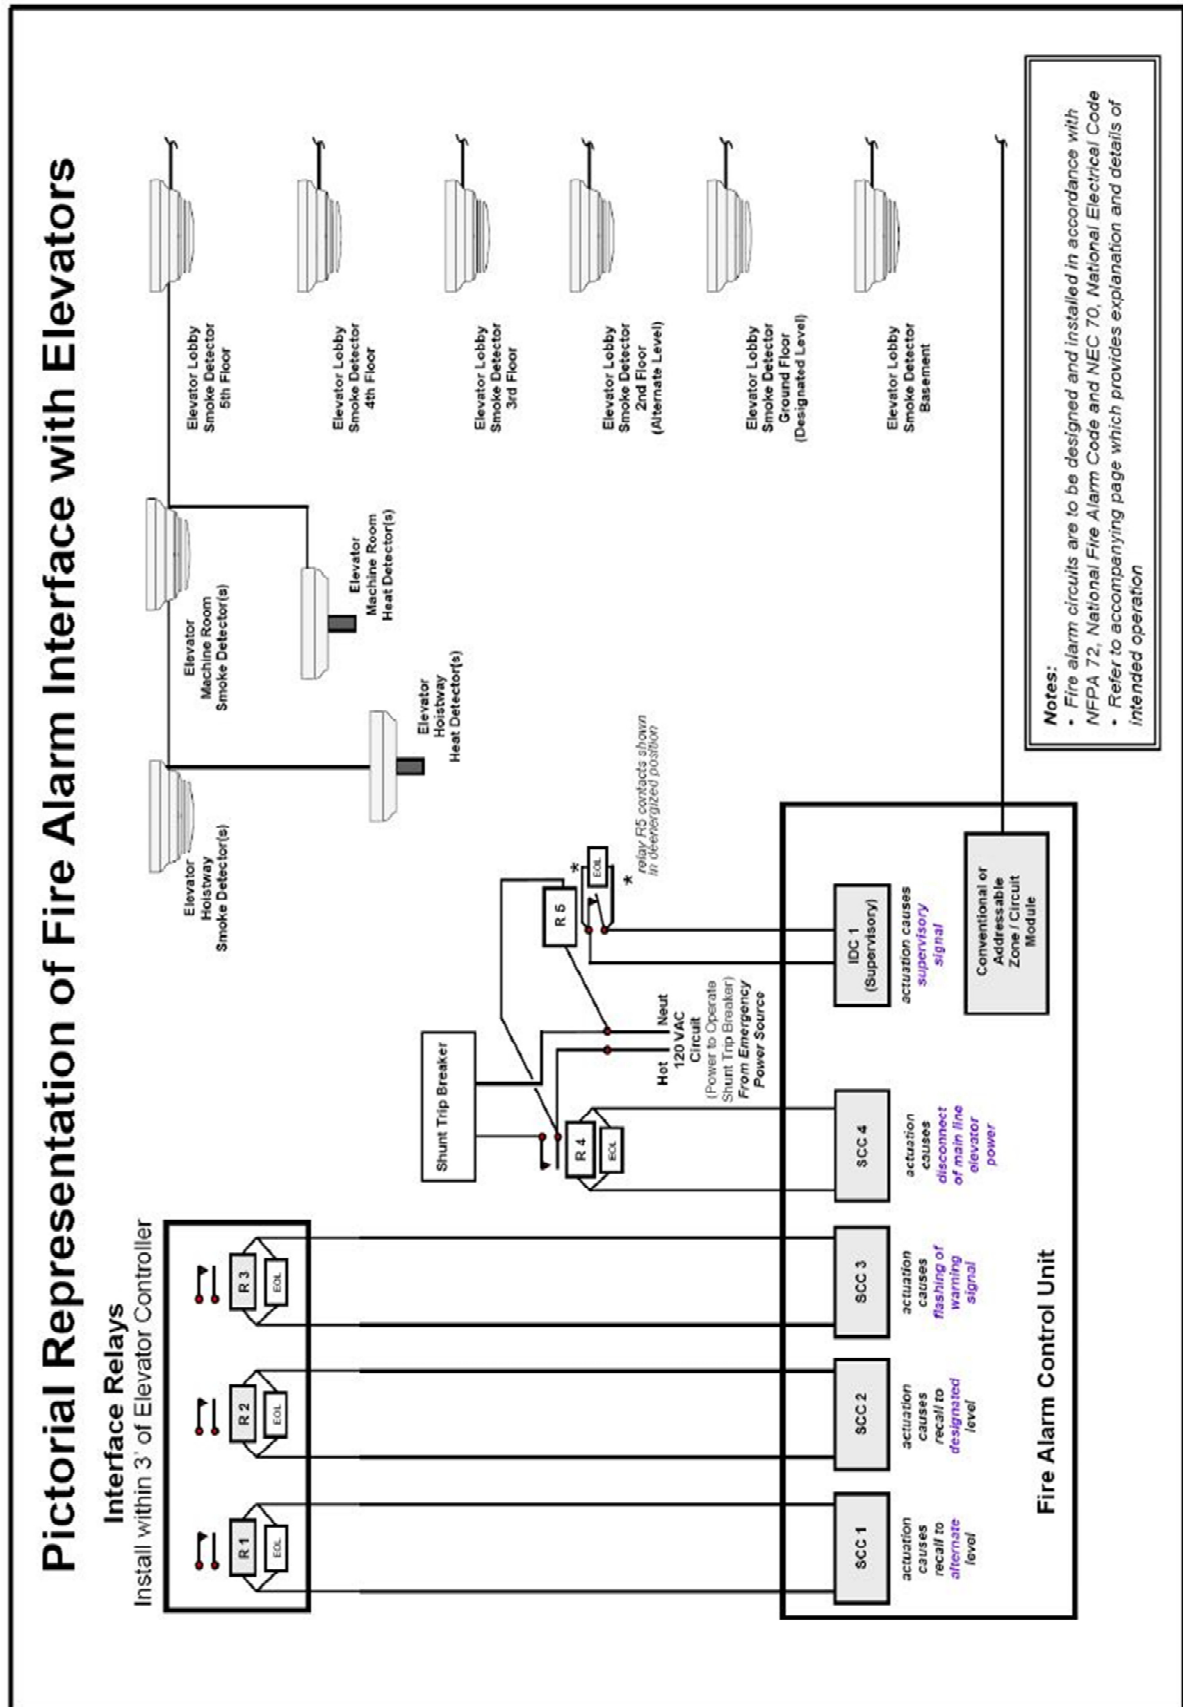 Pictorial Representation of Fire Alarm Interface with Elevators
Interface Relays
Install within 3' of Elevator Controller
R 1
EOL
R 2
EOL
R 3
EOL
Elevator
Hoistway
Smoke Detector(s)
Elevator
Machine Room
Smoke Detector(s)
Elevator
Hoistway
Heat Detector(s)
Elevator
Machine Room
Heat Detector(s)
Elevator Lobby
Smoke Detector
5th Floor
Elevator Lobby
Smoke Detector
4th Floor
Elevator Lobby
Smoke Detector
3rd Floor
Elevator Lobby
Smoke Detector
2nd Floor
(Alternate Level)
Elevator Lobby
Smoke Detector
Ground Floor
(Designated Level)
Elevator Lobby
Smoke Detector
Basement
Shunt Trip Breaker
R 4
EOL
R 5
*
EOL
* relay R5 contacts shown
in deenergized position
Hot Neut
120 VAC
Circuit
(Power to Operate
Shunt Trip Breaker)
From Emergency
Power Source
SCC 1
actuation
causes
recall to
alternate
level
SCC 2
actuation
causes
recall to
designated
level
SCC 3
actuation
causes
flashing of
warning
signal
SCC 4
actuation
causes
disconnect
of main line
elevator
power
IDC 1
(Supervisory)
actuation causes
supervisory
signal
Conventional or
Addressable
Zone / Circuit
Module
Fire Alarm Control Unit
Notes:
• Fire alarm circuits are to be designed and installed in accordance with
NFPA 72, National Fire Alarm Code and NEC 70, National Electrical Code
• Refer to accompanying page which provides explanation and details of
intended operation